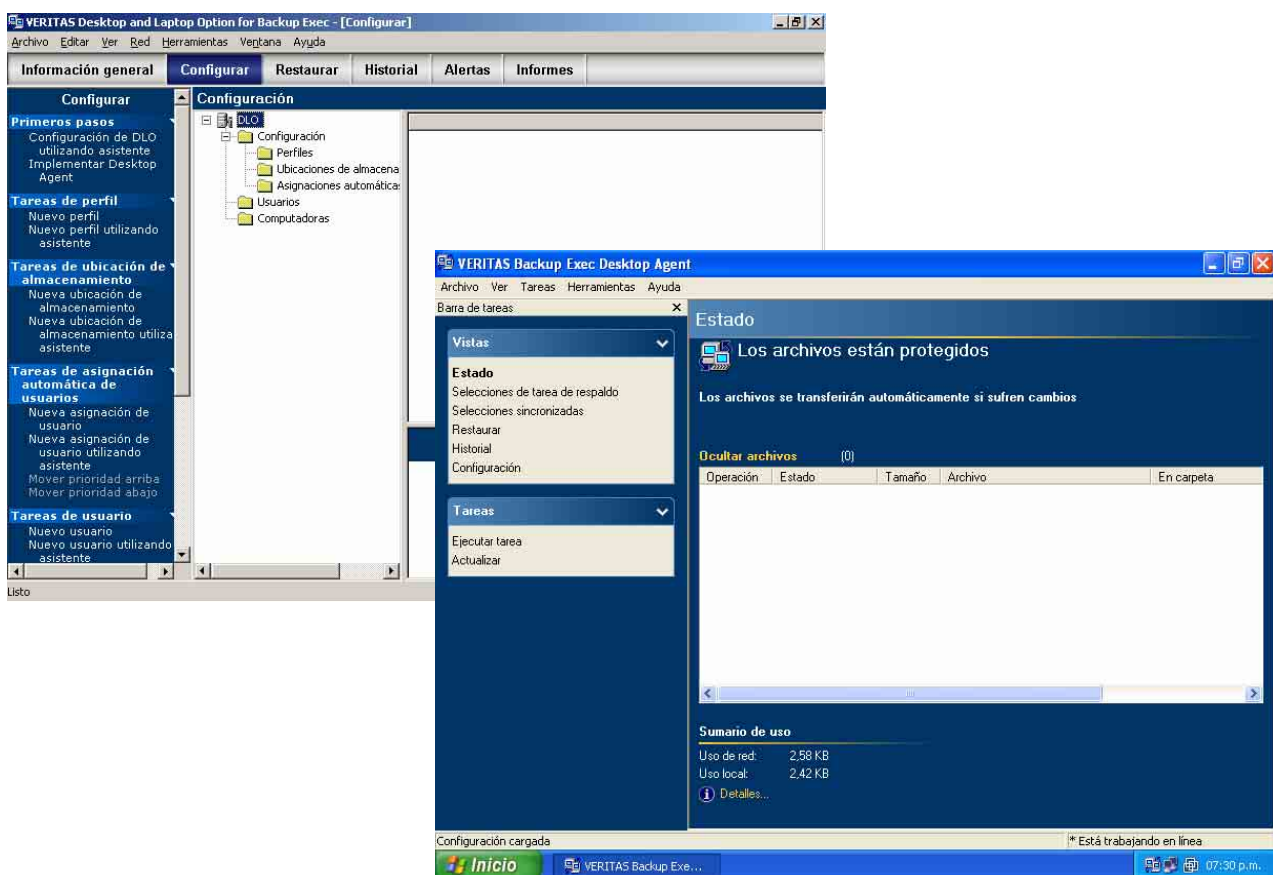 VERITAS Desktop and Laptop Option for Backup Exec - [Configurar]
Archivo Editar Ver Red Herramientas Ventana Ayuda
Información general Configurar Restaurar Historial Alertas Informes
Configurar
Primeros pasos
Configuración de DLO
utilizando asistente
Implementar Desktop
Agent
Tareas de perfil
Nuevo perfil
Nuevo perfil utilizando
asistente
Tareas de ubicación de
almacenamiento
Nueva ubicación de
almacenamiento
Nueva ubicación de
almacenamiento utiliza
asistente
Tareas de asignación
automática de
usuarios
Nueva asignación de
usuario
Nueva asignación de
usuario utilizando
asistente
Mover prioridad arriba
Mover prioridad abajo
Tareas de usuario
Nuevo usuario
Nuevo usuario utilizando
asistente
Configuración
DLO
Configuración
Perfiles
Ubicaciones de almacena
Asignaciones automática
Usuarios
Computadoras
Listo
VERITAS Backup Exec Desktop Agent
Archivo Ver Tareas Herramientas Ayuda
Barra de tareas
Vistas
Estado
Selecciones de tarea de respaldo
Selecciones sincronizadas
Restaurar
Historial
Configuración
Tareas
Ejecutar tarea
Actualizar
Estado
Los archivos están protegidos
Los archivos se transferirán automáticamente si sufren cambios
Ocultar archivos (0)
Operación Estado Tamaño Archivo En carpeta
Sumario de uso
Uso de red: 2,58 KB
Uso local: 2,42 KB
Detalles...
Configuración cargada * Está trabajando en línea
Inicio VERITAS Backup Exe... 07:30 p.m.